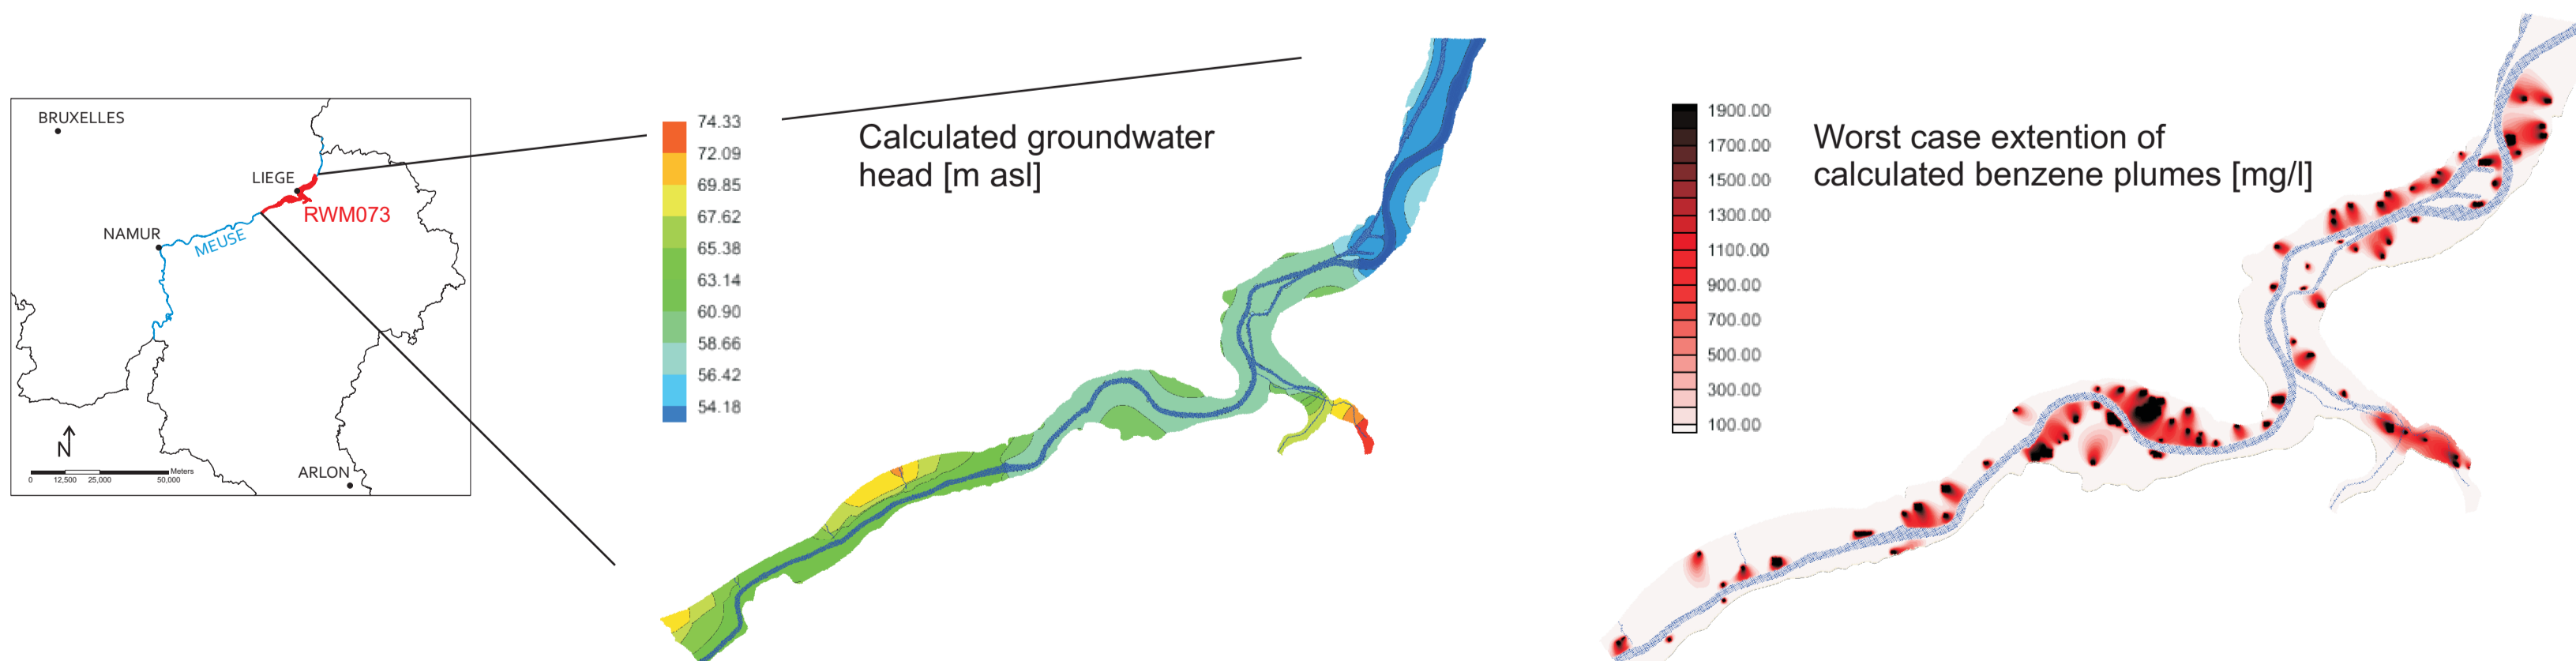 BRUXELLES
LIEGE
RWM073
NAMUR
MEUSE
N
ARLON
Meters
0 12,500 25,000 50,000
74.33
72.09
69.85
67.62
65.38
63.14
60.90
58.66
56.42
54.18
Calculated groundwater
head [m asl]
1900.00
1700.00
1500.00
1300.00
1100.00
900.00
700.00
500.00
300.00
100.00
Worst case extention of
calculated benzene plumes [mg/l]